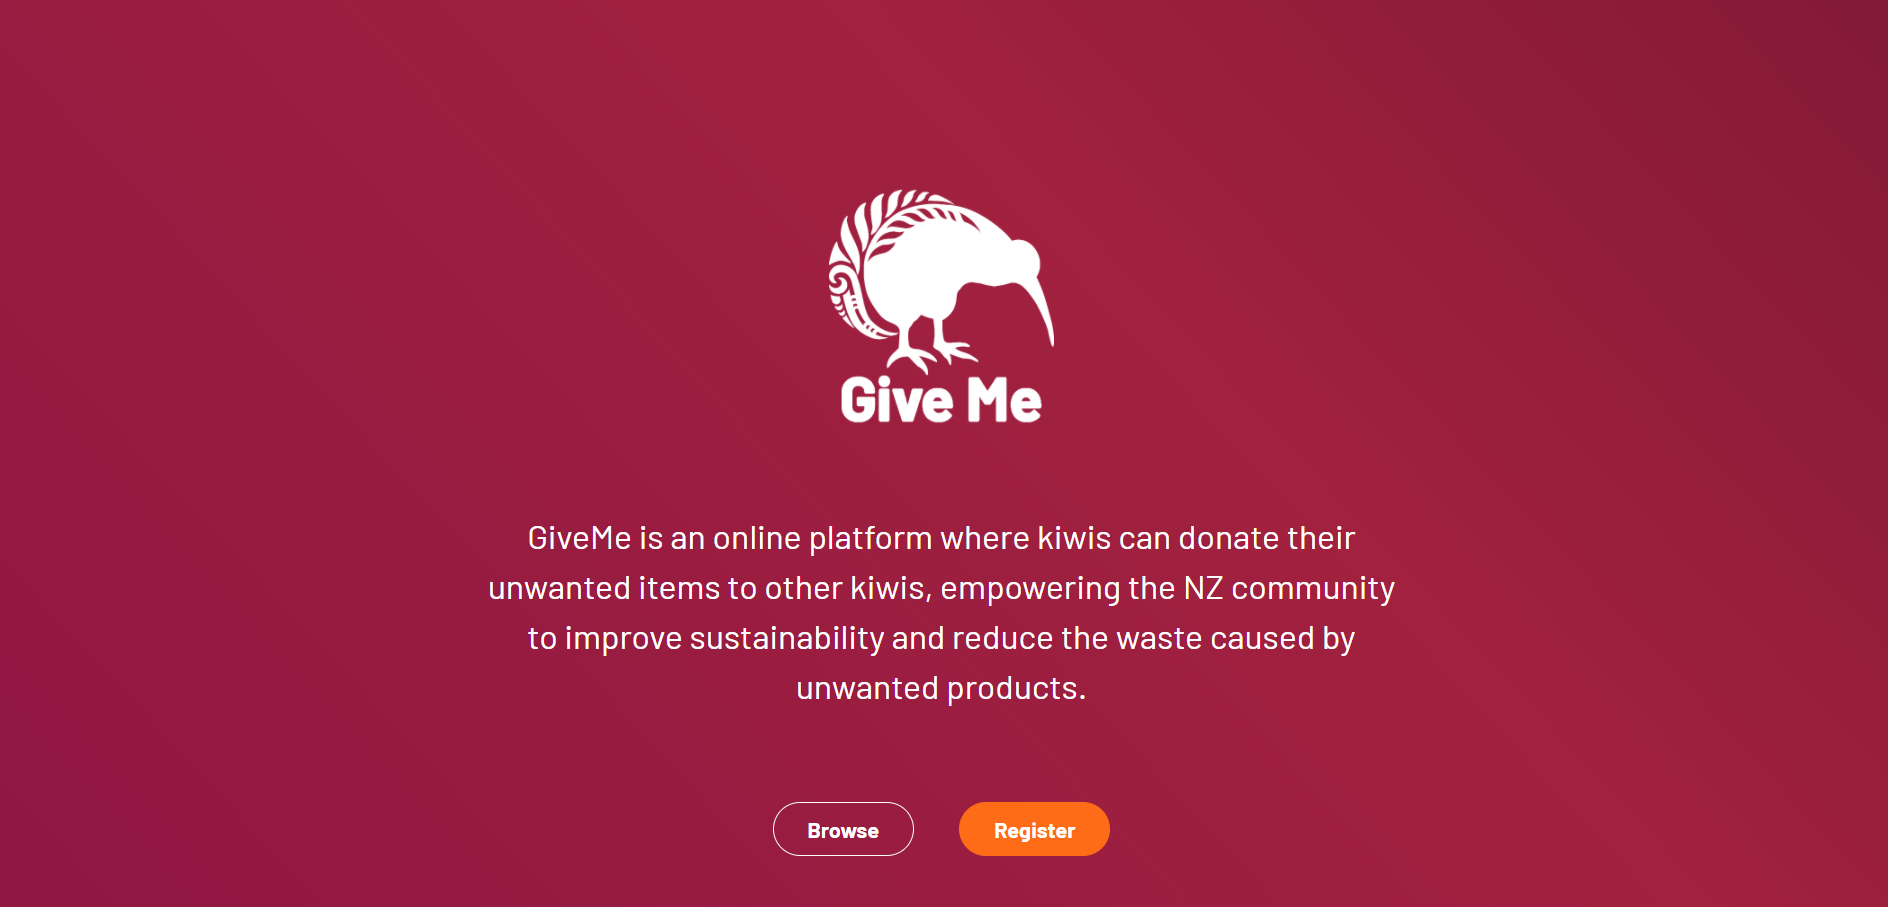 Give Me
GiveMe is an online platform where kiwis can donate their
unwanted items to other kiwis, empowering the NZ community
to improve sustainability and reduce the waste caused by
unwanted products.
Browse
Register